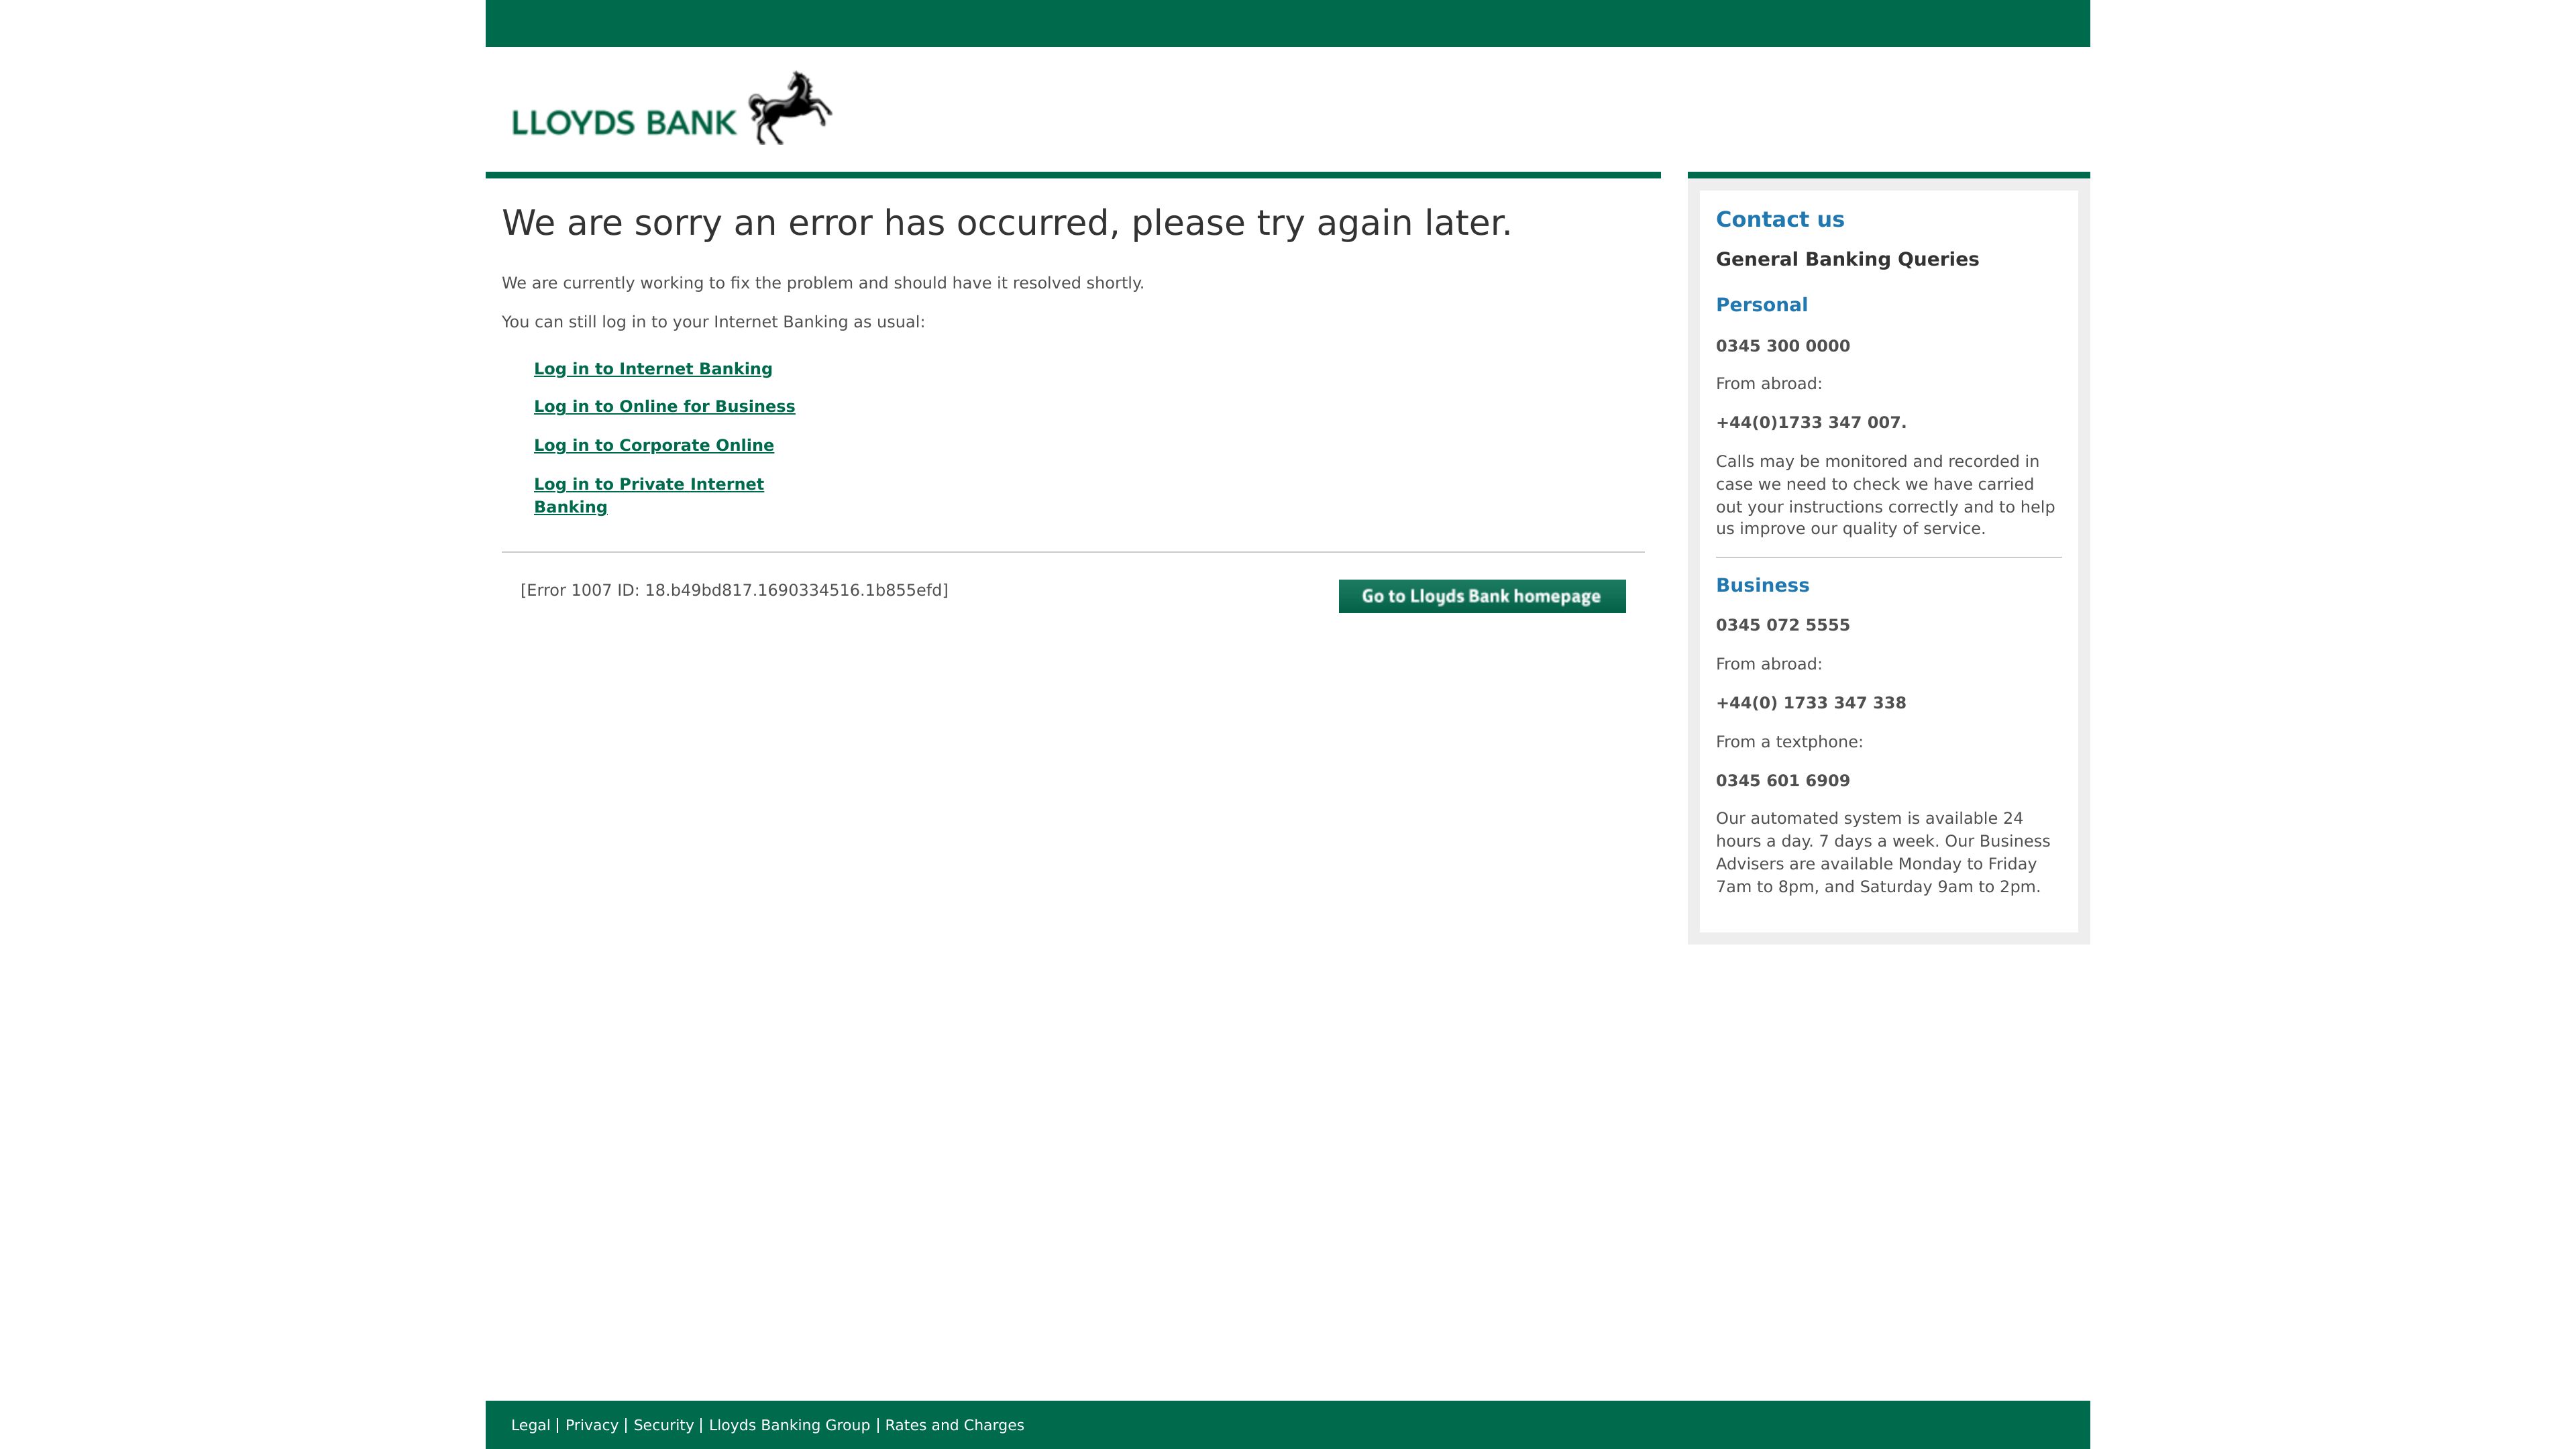 LLOYDS BANK
We are sorry an error has occurred, please try again later.
We are currently working to fix the problem and should have it resolved shortly.
You can still log in to your Internet Banking as usual:
Log in to Internet Banking
Log in to Online for Business
Log in to Corporate Online
Log in to Private Internet
Banking
[Error 1007 ID: 18.b49bd817.1690334516.1b855efd]
Go to Lloyds Bank homepage
Contact us
General Banking Queries
Personal
0345 300 0000
From abroad:
+44(0)1733 347 007.
Calls may be monitored and recorded in
case we need to check we have carried
out your instructions correctly and to help
us improve our quality of service.
Business
0345 072 5555
From abroad:
+44(0) 1733 347 338
From a textphone:
0345 601 6909
Our automated system is available 24
hours a day. 7 days a week. Our Business
Advisers are available Monday to Friday
7am to 8pm, and Saturday 9am to 2pm.
Legal | Privacy | Security | Lloyds Banking Group | Rates and Charges